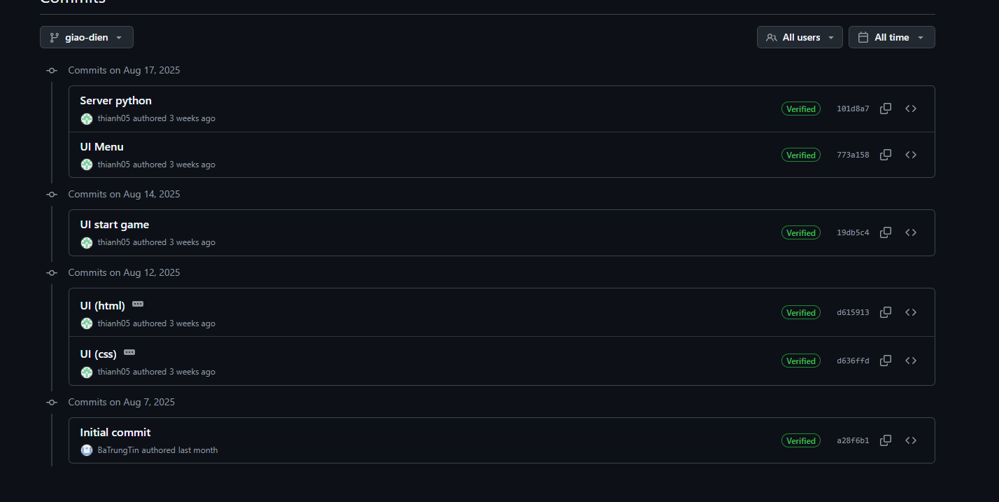 Commits
giao-dien
All users
All time
Commits on Aug 17, 2025
Server python
Verified
101d8a7
thianh05 authored 3 weeks ago
UI Menu
Verified
773a158
thianh05 authored 3 weeks ago
Commits on Aug 14, 2025
UI start game
Verified
19db5c4
thianh05 authored 3 weeks ago
Commits on Aug 12, 2025
UI (html)
Verified
d615913
thianh05 authored 3 weeks ago
UI (css)
Verified
d636ffd
thianh05 authored 3 weeks ago
Commits on Aug 7, 2025
Initial commit
Verified
a28f6b1
BaTrungTin authored last month